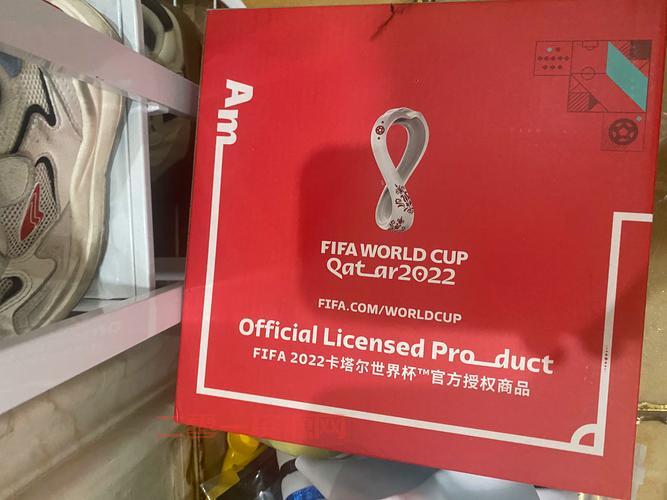 Am
FIFA WORLD CUP
Qatar2022
FIFA.COM/WORLDCUP
Official Licensed Product
FIFA 2022卡塔尔世界杯™官方授权商品